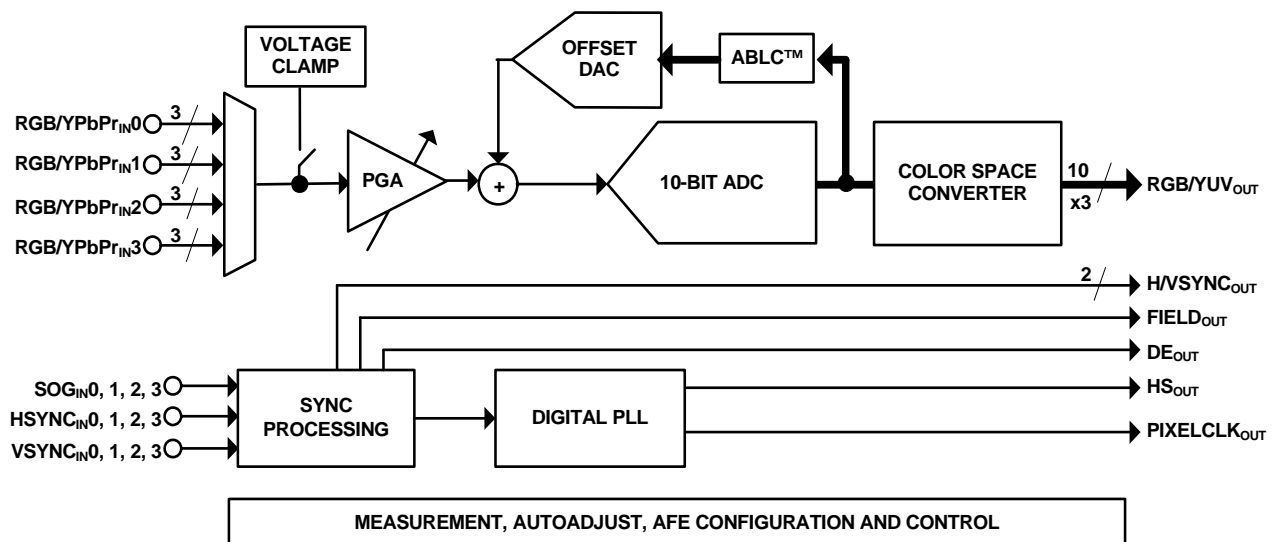 VOLTAGE
CLAMP
OFFSET
DAC
ABLC™
RGB/YPbPrIN0
3
RGB/YPbPrIN1
3
RGB/YPbPrIN2
3
RGB/YPbPrIN3
3
PGA
+
10-BIT ADC
COLOR SPACE
CONVERTER
10
x3
RGB/YUVOUT
2
H/VSYNCOUT
FIELDOUT
DEOUT
HSOUT
PIXELCLKOUT
SOGIN0, 1, 2, 3
HSYNCIN0, 1, 2, 3
VSYNCIN0, 1, 2, 3
SYNC
PROCESSING
DIGITAL PLL
MEASUREMENT, AUTOADJUST, AFE CONFIGURATION AND CONTROL